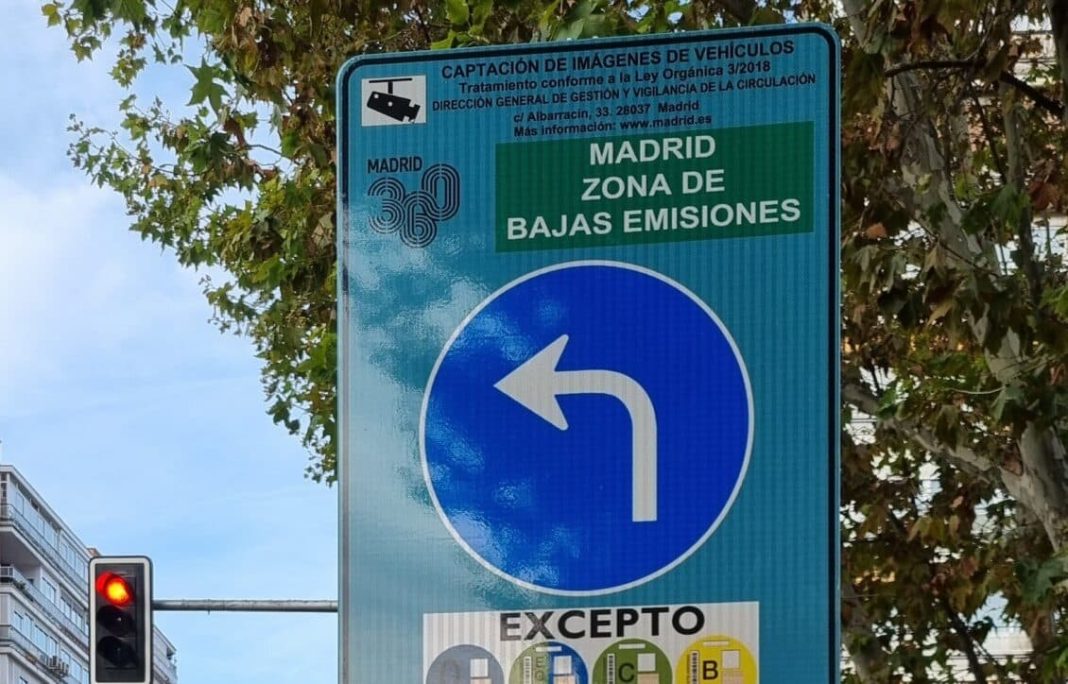 CAPTACIÓN DE IMÁGENES DE VEHÍCULOS
Tratamiento conforme a la Ley Orgánica 3/2018
DIRECCIÓN GENERAL DE GESTIÓN Y VIGILANCIA DE LA CIRCULACIÓN
c/ Albarracín, 33. 28037 Madrid
Más información: www.madrid.es
MADRID
360
MADRID
ZONA DE
BAJAS EMISIONES
EXCEPTO
C
B